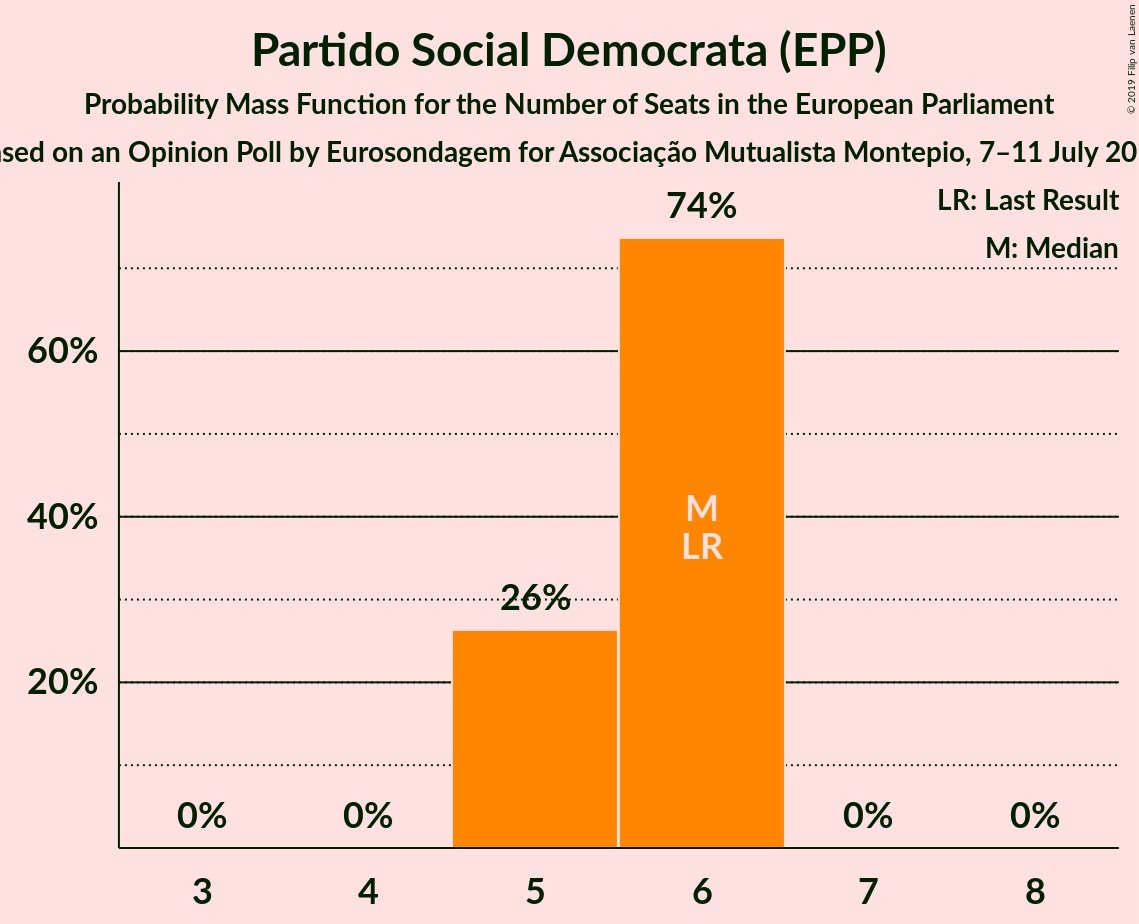 Partido Social Democrata (EPP)
Probability Mass Function for the Number of Seats in the European Parliament
on an Opinion Poll by Eurosondagem for Associação Mutualista Montepio, 7–11 July
© 2019 Filip van Laenen
LR: Last Result
M: Median
74%
60%
M
40%
LR
26%
20%
0% 0% 0% 0%
3 4 5 6 7 8